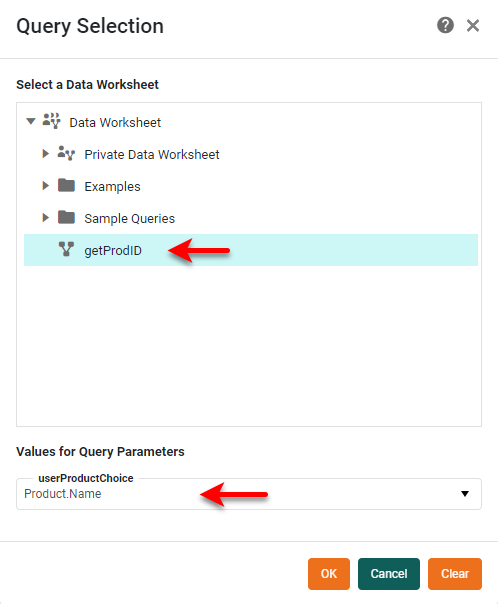 Query Selection
Select a Data Worksheet
Data Worksheet
Private Data Worksheet
Examples
Sample Queries
getProdID
Values for Query Parameters
userProductChoice
Product.Name
OK Cancel Clear